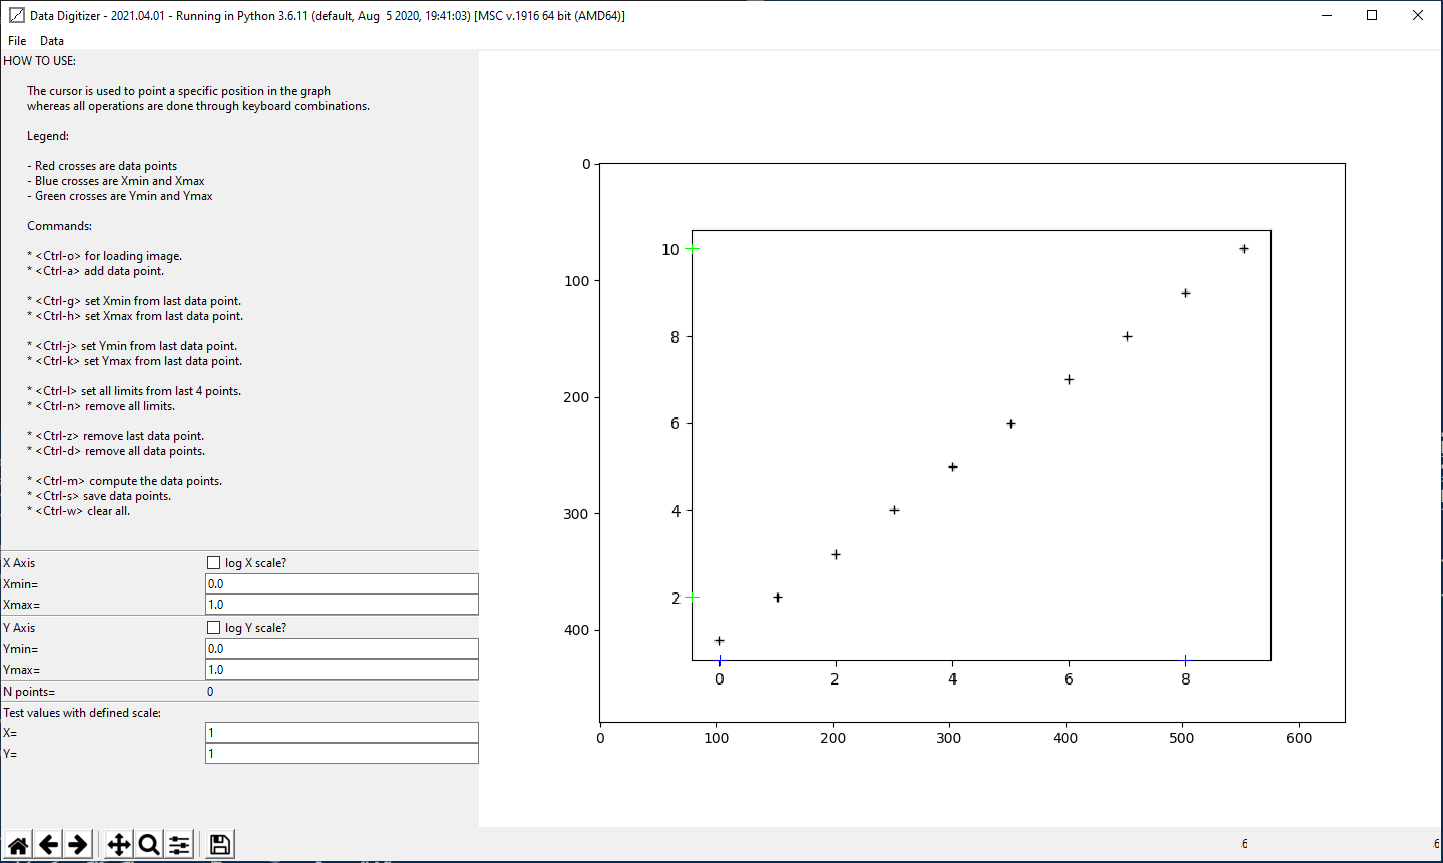 Data Digitizer - 2021.04.01 - Running in Python 3.6.11 (default, Aug  5 2020, 19:41:03) [MSC v.1916 64 bit (AMD64)]
File Data
HOW TO USE:
The cursor is used to point a specific position in the graph
whereas all operations are done through keyboard combinations.
Legend:
- Red crosses are data points
- Blue crosses are Xmin and Xmax
- Green crosses are Ymin and Ymax
Commands:
* <Ctrl-o> for loading image.
* <Ctrl-a> add data point.
* <Ctrl-g> set Xmin from last data point.
* <Ctrl-h> set Xmax from last data point.
* <Ctrl-j> set Ymin from last data point.
* <Ctrl-k> set Ymax from last data point.
* <Ctrl-l> set all limits from last 4 points.
* <Ctrl-n> remove all limits.
* <Ctrl-z> remove last data point.
* <Ctrl-d> remove all data points.
* <Ctrl-m> compute the data points.
* <Ctrl-s> save data points.
* <Ctrl-w> clear all.
X Axis log X scale?
Xmin= 0.0
Xmax= 1.0
Y Axis log Y scale?
Ymin= 0.0
Ymax= 1.0
N points= 0
Test values with defined scale:
X= 1
Y= 1
0
100
200
300
400
10
8
6
4
2
0 2 4 6 8
0 100 200 300 400 500 600
.6 .6